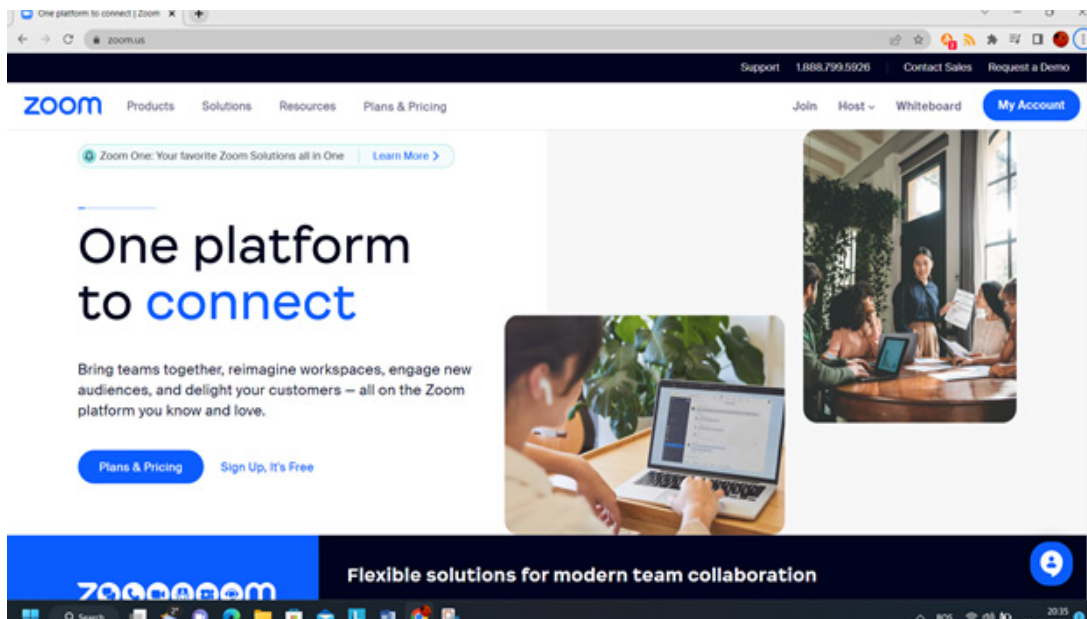 One platform to connect | Zoom
zoom.us
Support 1.888.799.5926 Contact Sales Request a Demo
zoom Products Solutions Resources Plans & Pricing Join Host Whiteboard My Account
Zoom One: Your favorite Zoom Solutions all in One Learn More
One platform
to connect
Bring teams together, reimagine workspaces, engage new
audiences, and delight your customers — all on the Zoom
platform you know and love.
Plans & Pricing Sign Up, It's Free
Flexible solutions for modern team collaboration
zoooooom
Search BOS 20:35